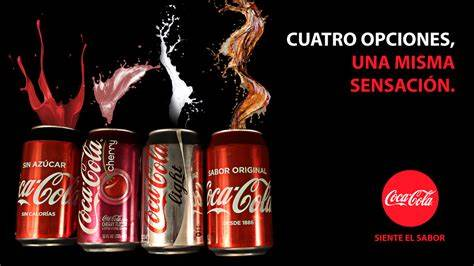 CUATRO OPCIONES,
UNA MISMA
SENSACIÓN.
SIN AZÚCAR
Coca-Cola
SIN CALORÍAS
Coca-Cola
cherry
Coca-Cola
light
SABOR ORIGINAL
Coca-Cola
DESDE 1886
Coca-Cola
SIENTE EL SABOR